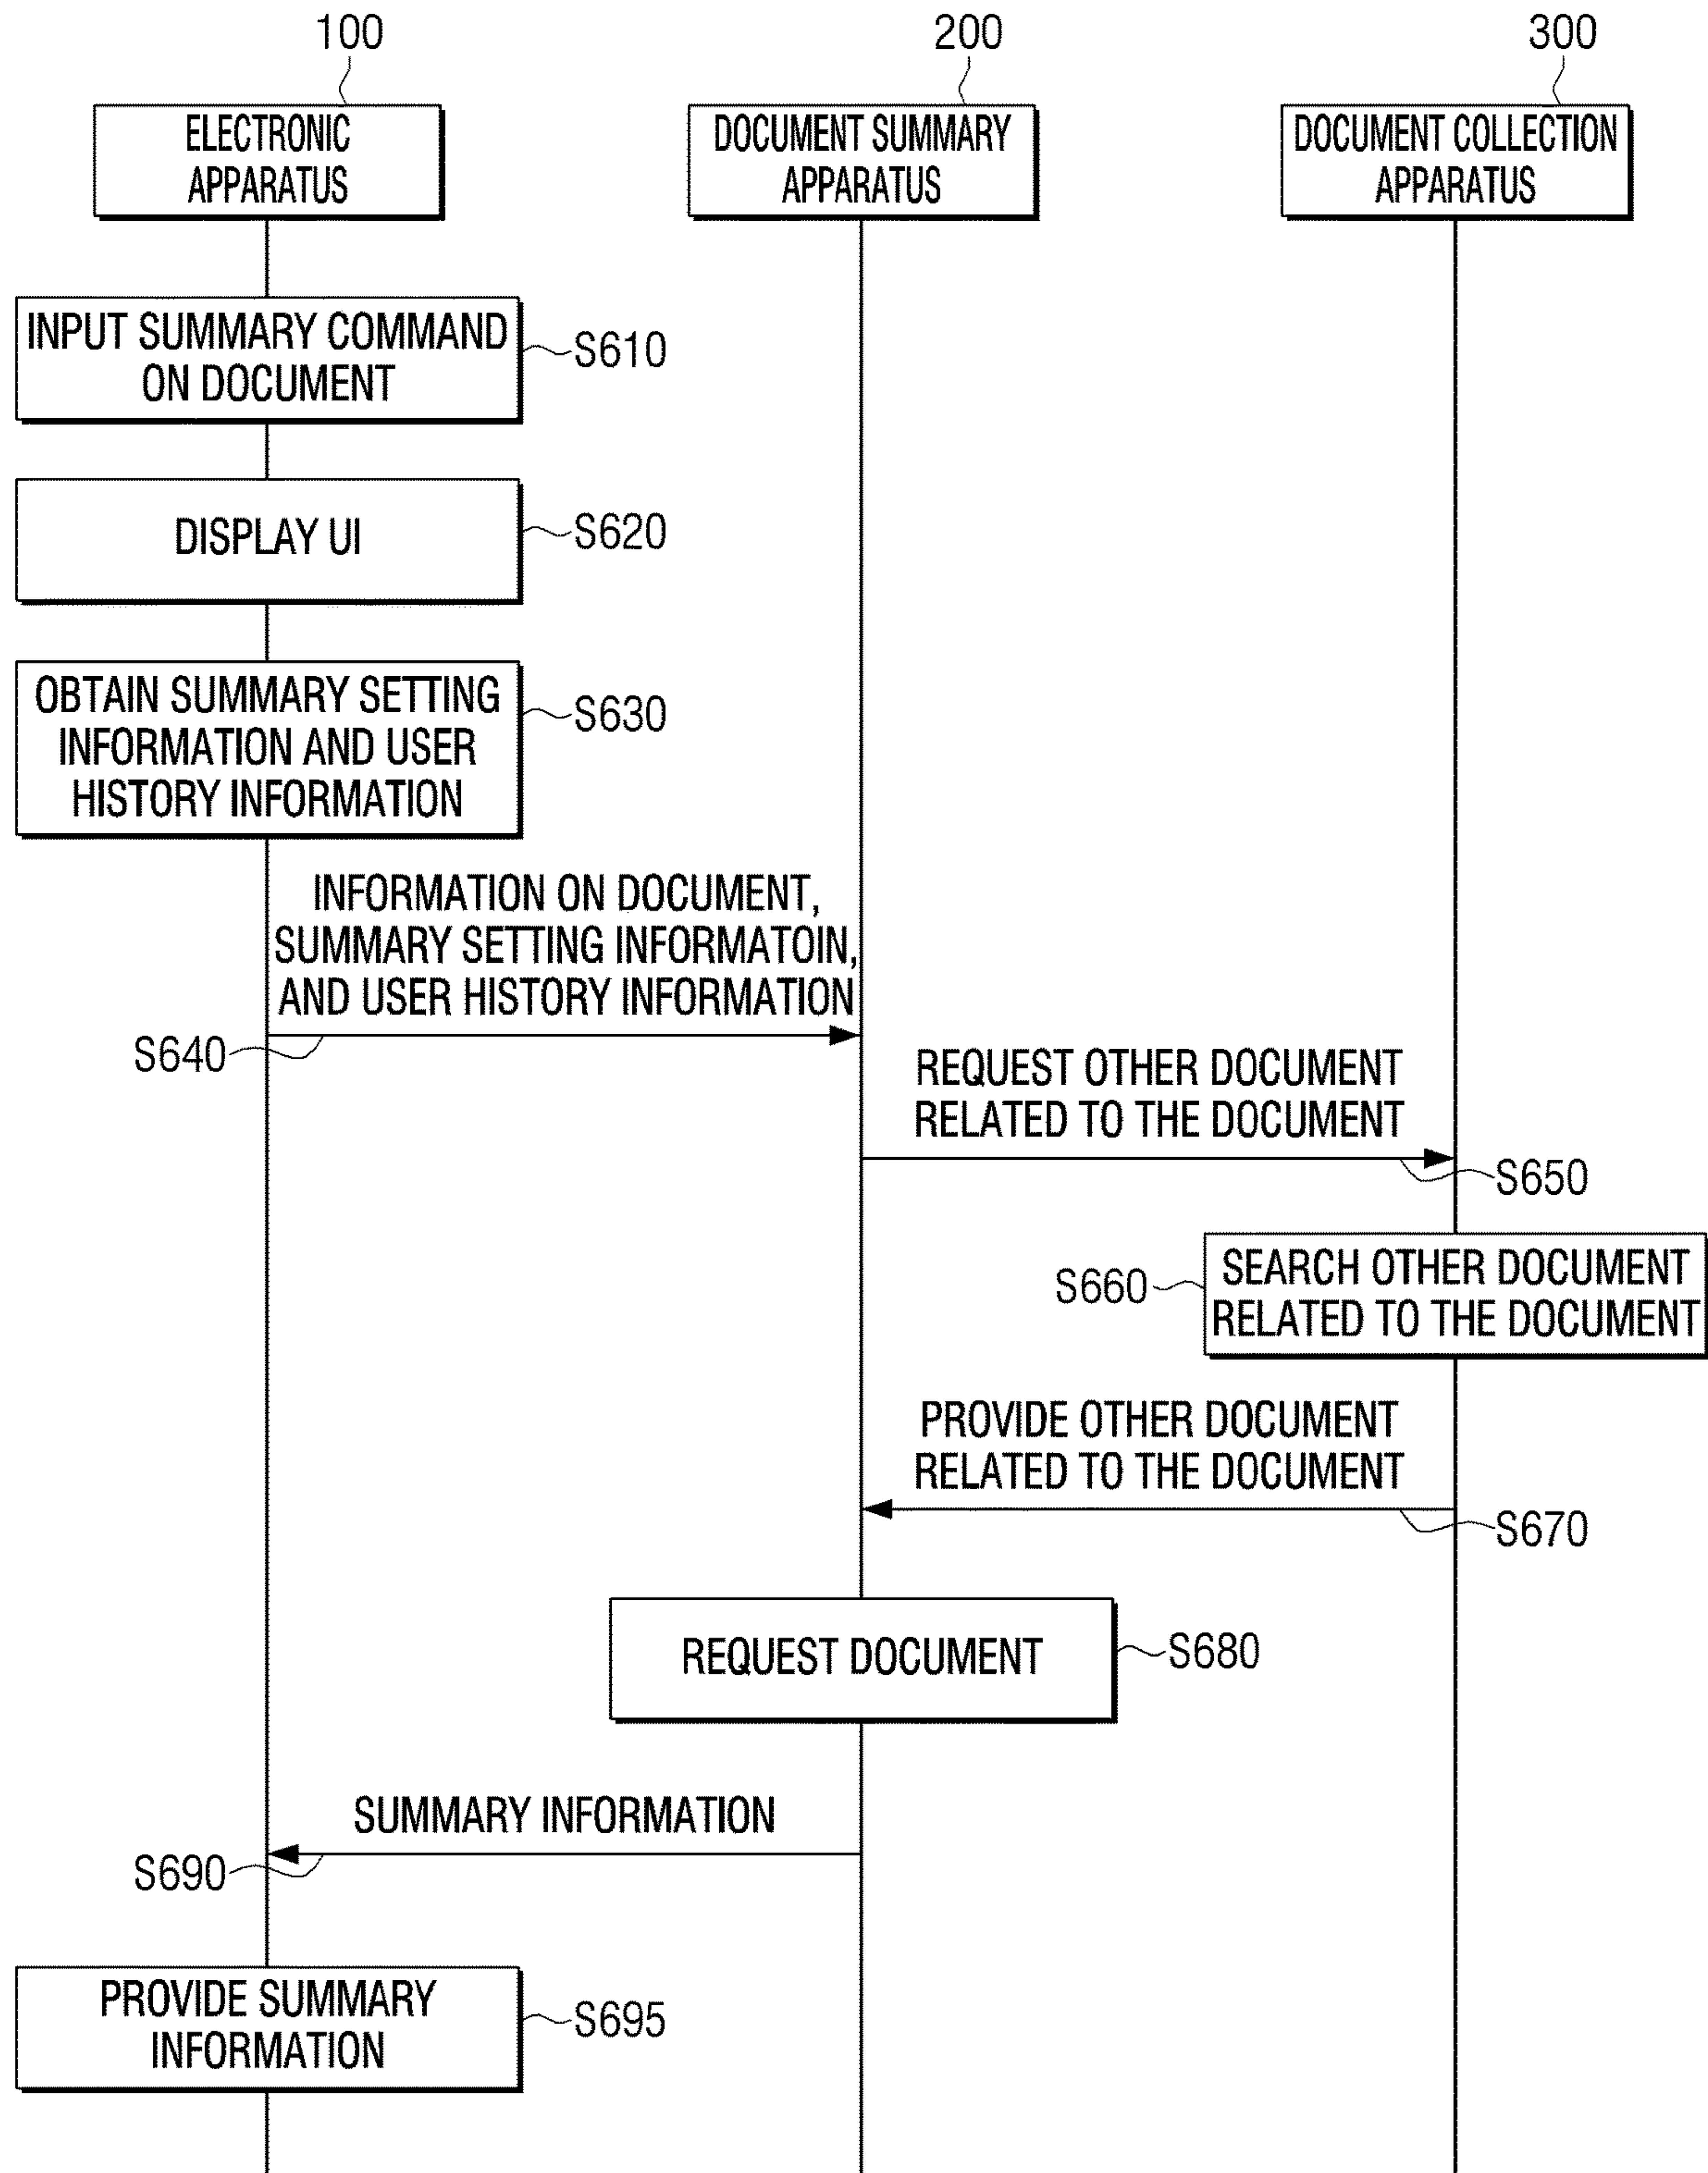 100
200
300
ELECTRONIC
APPARATUS
DOCUMENT SUMMARY
APPARATUS
DOCUMENT COLLECTION
APPARATUS
INPUT SUMMARY COMMAND
ON DOCUMENT
S610
DISPLAY UI
S620
OBTAIN SUMMARY SETTING
INFORMATION AND USER
HISTORY INFORMATION
S630
INFORMATION ON DOCUMENT,
SUMMARY SETTING INFORMATOIN,
AND USER HISTORY INFORMATION
S640
REQUEST OTHER DOCUMENT
RELATED TO THE DOCUMENT
S650
S660
SEARCH OTHER DOCUMENT
RELATED TO THE DOCUMENT
PROVIDE OTHER DOCUMENT
RELATED TO THE DOCUMENT
S670
REQUEST DOCUMENT
S680
SUMMARY INFORMATION
S690
PROVIDE SUMMARY
INFORMATION
S695